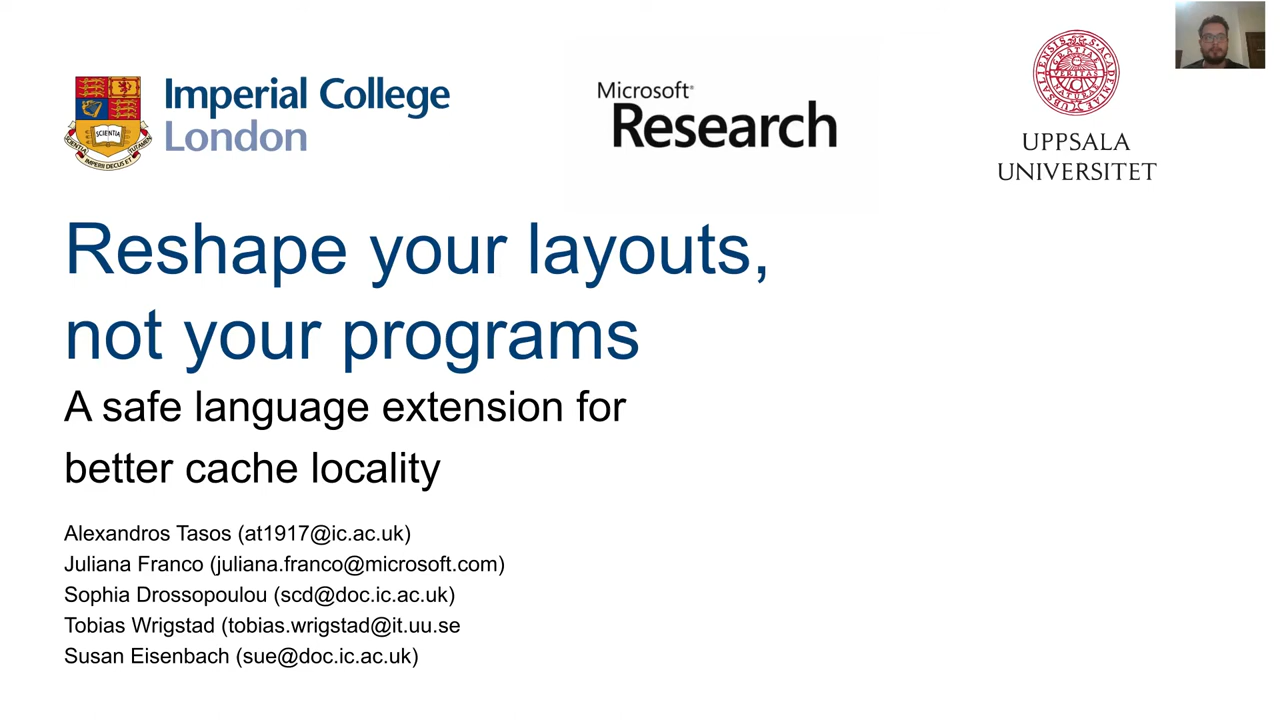 Imperial College
London
SCIENTIA
Microsoft
Research
UPPSALA
UNIVERSITET
Reshape your layouts,
not your programs
A safe language extension for
better cache locality
Alexandros Tasos (at1917@ic.ac.uk)
Juliana Franco (juliana.franco@microsoft.com)
Sophia Drossopoulou (scd@doc.ic.ac.uk)
Tobias Wrigstad (tobias.wrigstad@it.uu.se
Susan Eisenbach (sue@doc.ic.ac.uk)